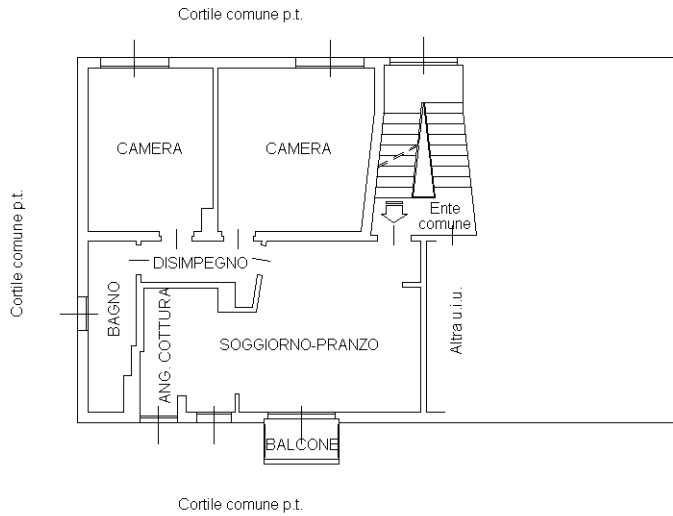 Cortile comune p.t.
CAMERA
CAMERA
Ente
comune
Cortile comune p.t.
DISIMPEGNO
BAGNO
ANG. COTTURA
SOGGIORNO-PRANZO
Altra u.i.u.
BALCONE
Cortile comune p.t.